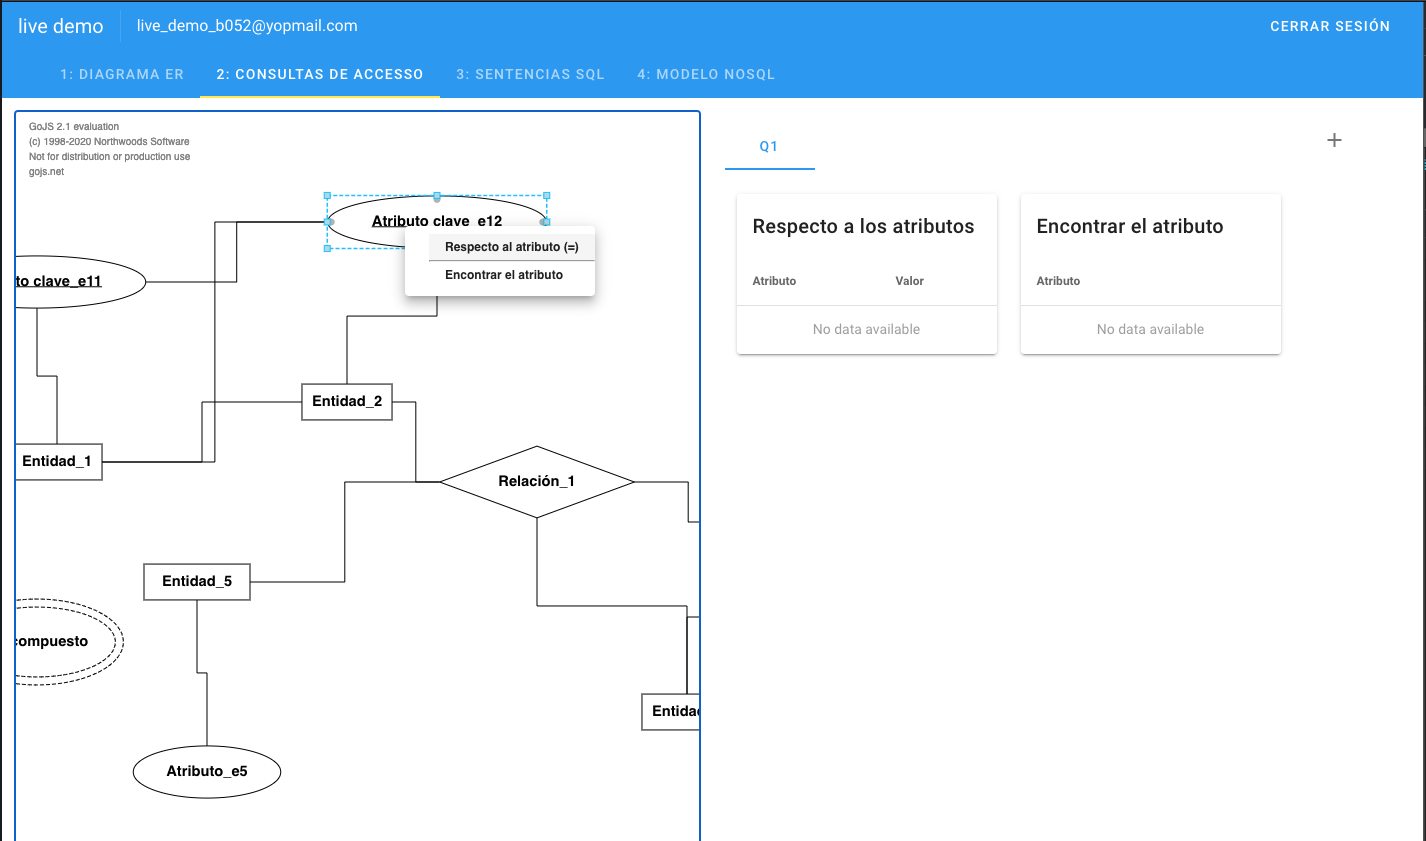 live demo
live_demo_b052@yopmail.com
CERRAR SESIÓN
1: DIAGRAMA ER
2: CONSULTAS DE ACCESSO
3: SENTENCIAS SQL
4: MODELO NOSQL
GoJS 2.1 evaluation
(c) 1998-2020 Northwoods Software
Not for distribution or production use
gojs.net
Atributo clave_e12
Respecto al atributo (=)
Encontrar el atributo
to clave_e11
Entidad_2
Entidad_1
Relación_1
Entidad_5
compuesto
Entidad
Atributo_e5
Q1
+
Respecto a los atributos
Atributo
Valor
No data available
Encontrar el atributo
Atributo
No data available